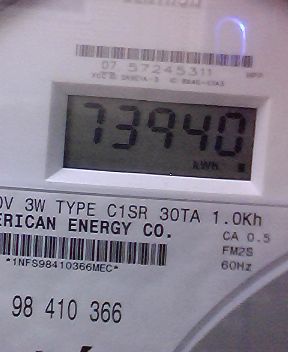 07 57245311
73940
kWh
0V 3W TYPE C1SR 30TA 1.0Kh
ERICAN ENERGY CO.
CA 0.5
FM2S
*1NFS98410366MEC*
60Hz
98 410 366